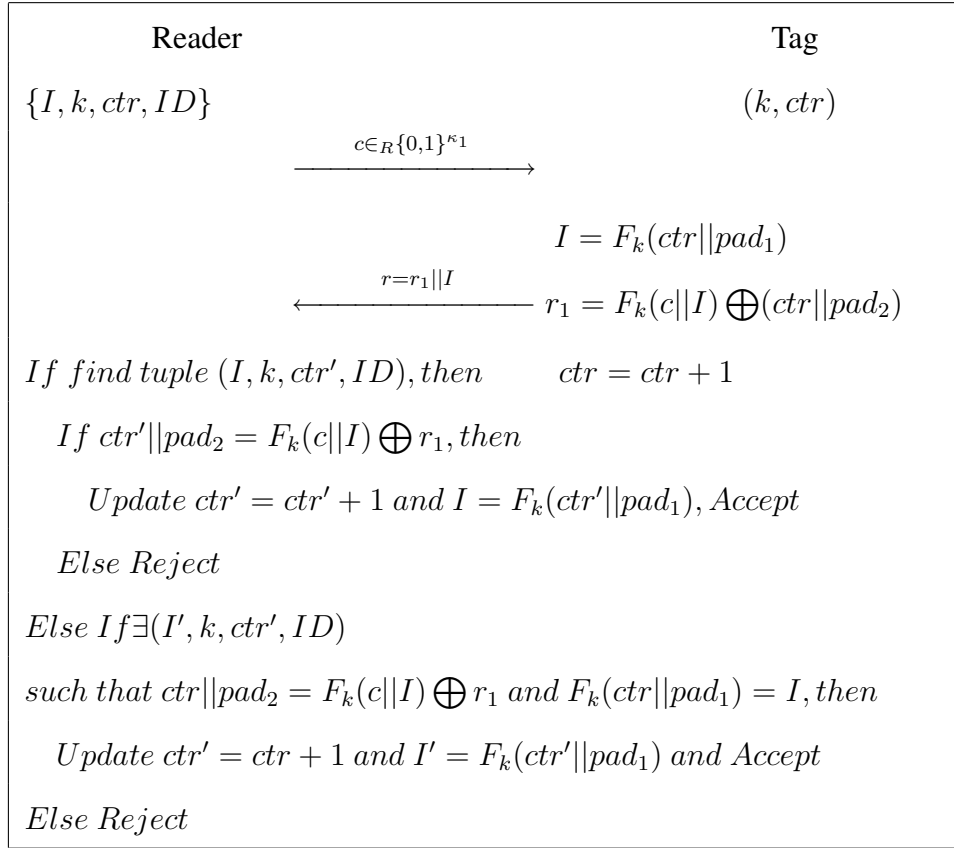 Reader Tag
{I, k, ctr, ID} (k, ctr)
c∈_R{0,1}^{κ_1}
I = F_k(ctr||pad_1)
r=r_1||I r_1 = F_k(c||I) ⨁(ctr||pad_2)
If find tuple (I, k, ctr′, ID), then ctr = ctr + 1
If ctr′||pad_2 = F_k(c||I) ⨁ r_1, then
Update ctr′ = ctr′ + 1 and I = F_k(ctr′||pad_1), Accept
Else Reject
Else If∃(I′, k, ctr′, ID)
such that ctr||pad_2 = F_k(c||I) ⨁ r_1 and F_k(ctr||pad_1) = I, then
Update ctr′ = ctr + 1 and I′ = F_k(ctr′||pad_1) and Accept
Else Reject